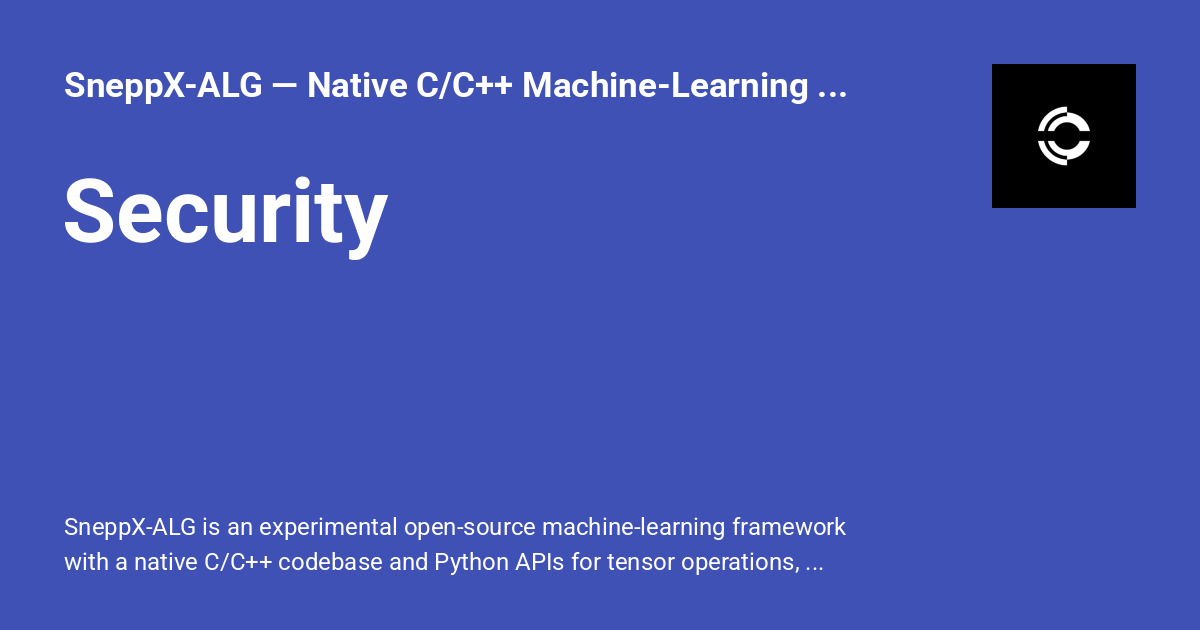 SneppX-ALG — Native C/C++ Machine-Learning ...
Security
SneppX-ALG is an experimental open-source machine-learning framework
with a native C/C++ codebase and Python APIs for tensor operations, ...